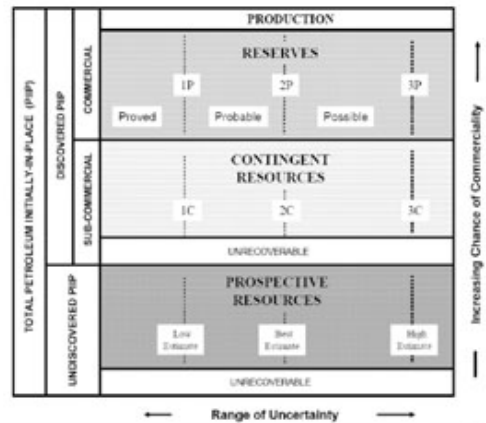 PRODUCTION
RESERVES
1P 2P 3P
Proved Probable Possible
CONTINGENT
RESOURCES
1C 2C 3C
UNRECOVERABLE
PROSPECTIVE
RESOURCES
Low
Estimate
Best
Estimate
High
Estimate
UNRECOVERABLE
Range of Uncertainty
TOTAL PETROLEUM INITIALLY-IN-PLACE (PIIP)
DISCOVERED PIIP
UNDISCOVERED PIIP
COMMERCIAL
SUB-COMMERCIAL
Increasing Chance of Commerciality